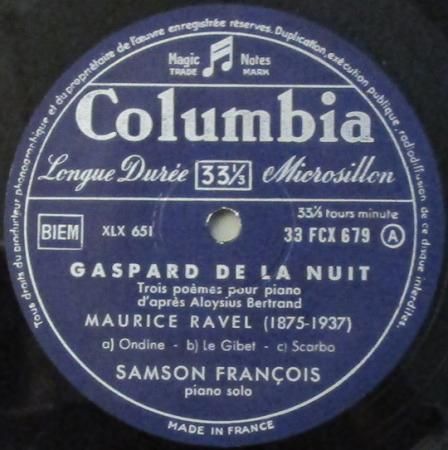 Tous droits du producteur phonographique et du propriétaire de l'œuvre enregistrée réservés. Duplication, exécution publique, radiodiffusion de ce disque interdites.
Magic Notes
TRADE MARK
Columbia
Longue Durée 33⅓ Microsillon
33⅓ tours minute
BIEM XLX 651 33 FCX 679 A
GASPARD DE LA NUIT
Trois poèmes pour piano
d'après Aloysius Bertrand
MAURICE RAVEL (1875-1937)
a) Ondine - b) Le Gibet - c) Scarbo
SAMSON FRANÇOIS
piano solo
MADE IN FRANCE